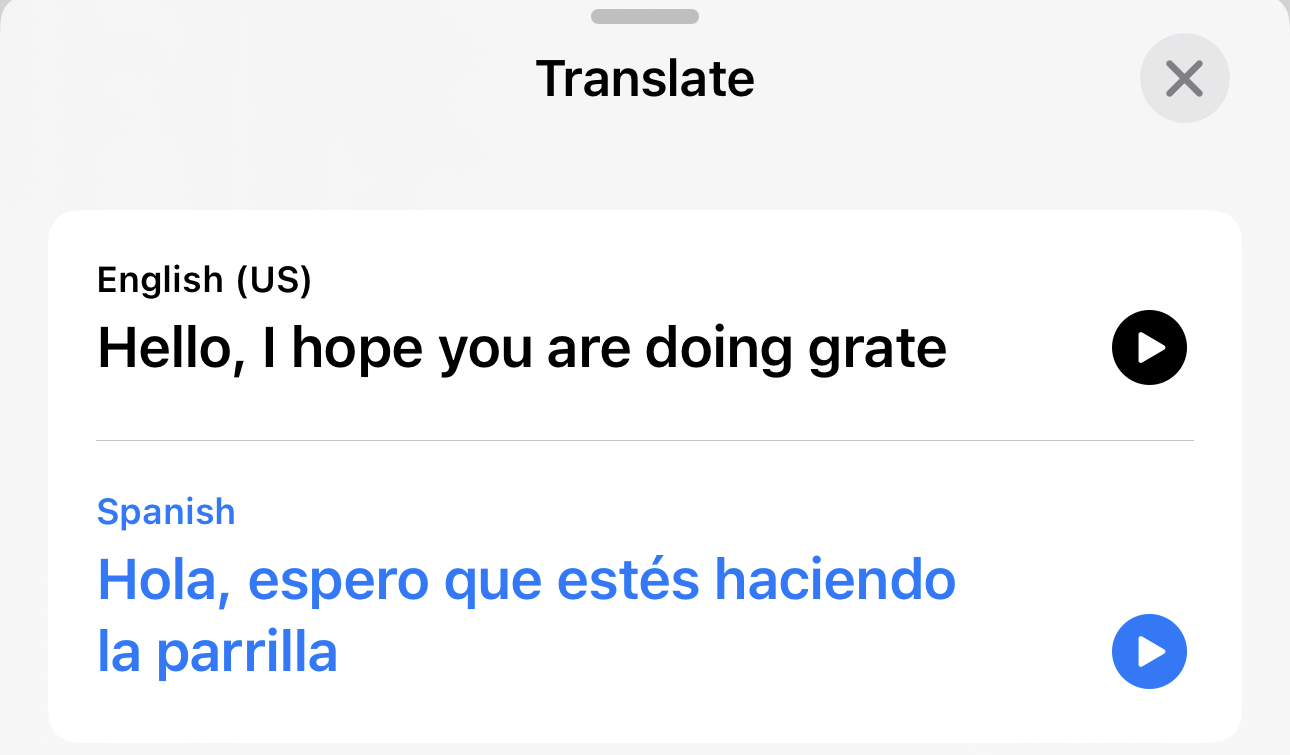 Translate
English (US)
Hello, I hope you are doing grate
Spanish
Hola, espero que estés haciendo
la parrilla